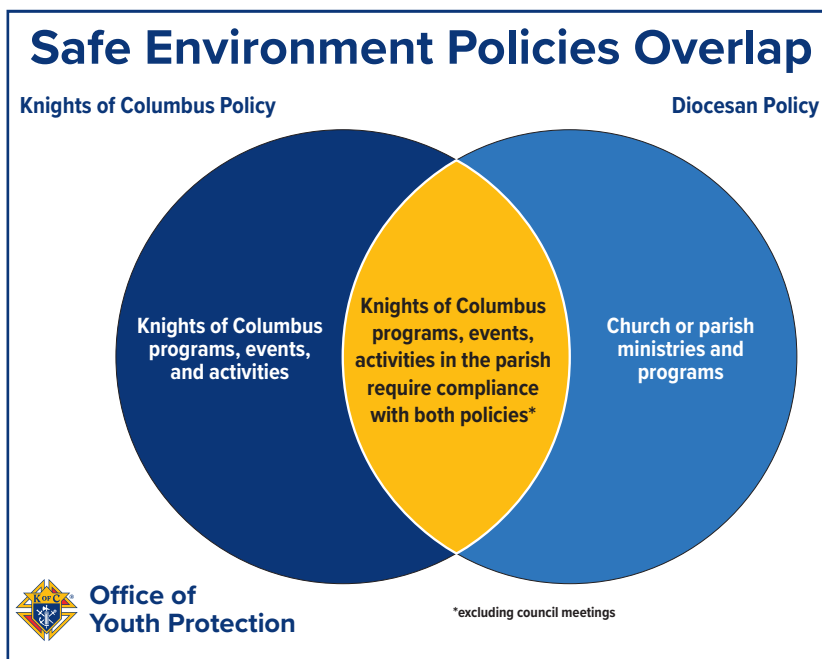 Safe Environment Policies Overlap
Knights of Columbus Policy
Diocesan Policy
Knights of Columbus
programs, events,
and activities
Knights of Columbus
programs, events,
activities in the parish
require compliance
with both policies*
Church or parish
ministries and
programs
K OF C
®
Office of
Youth Protection
*excluding council meetings